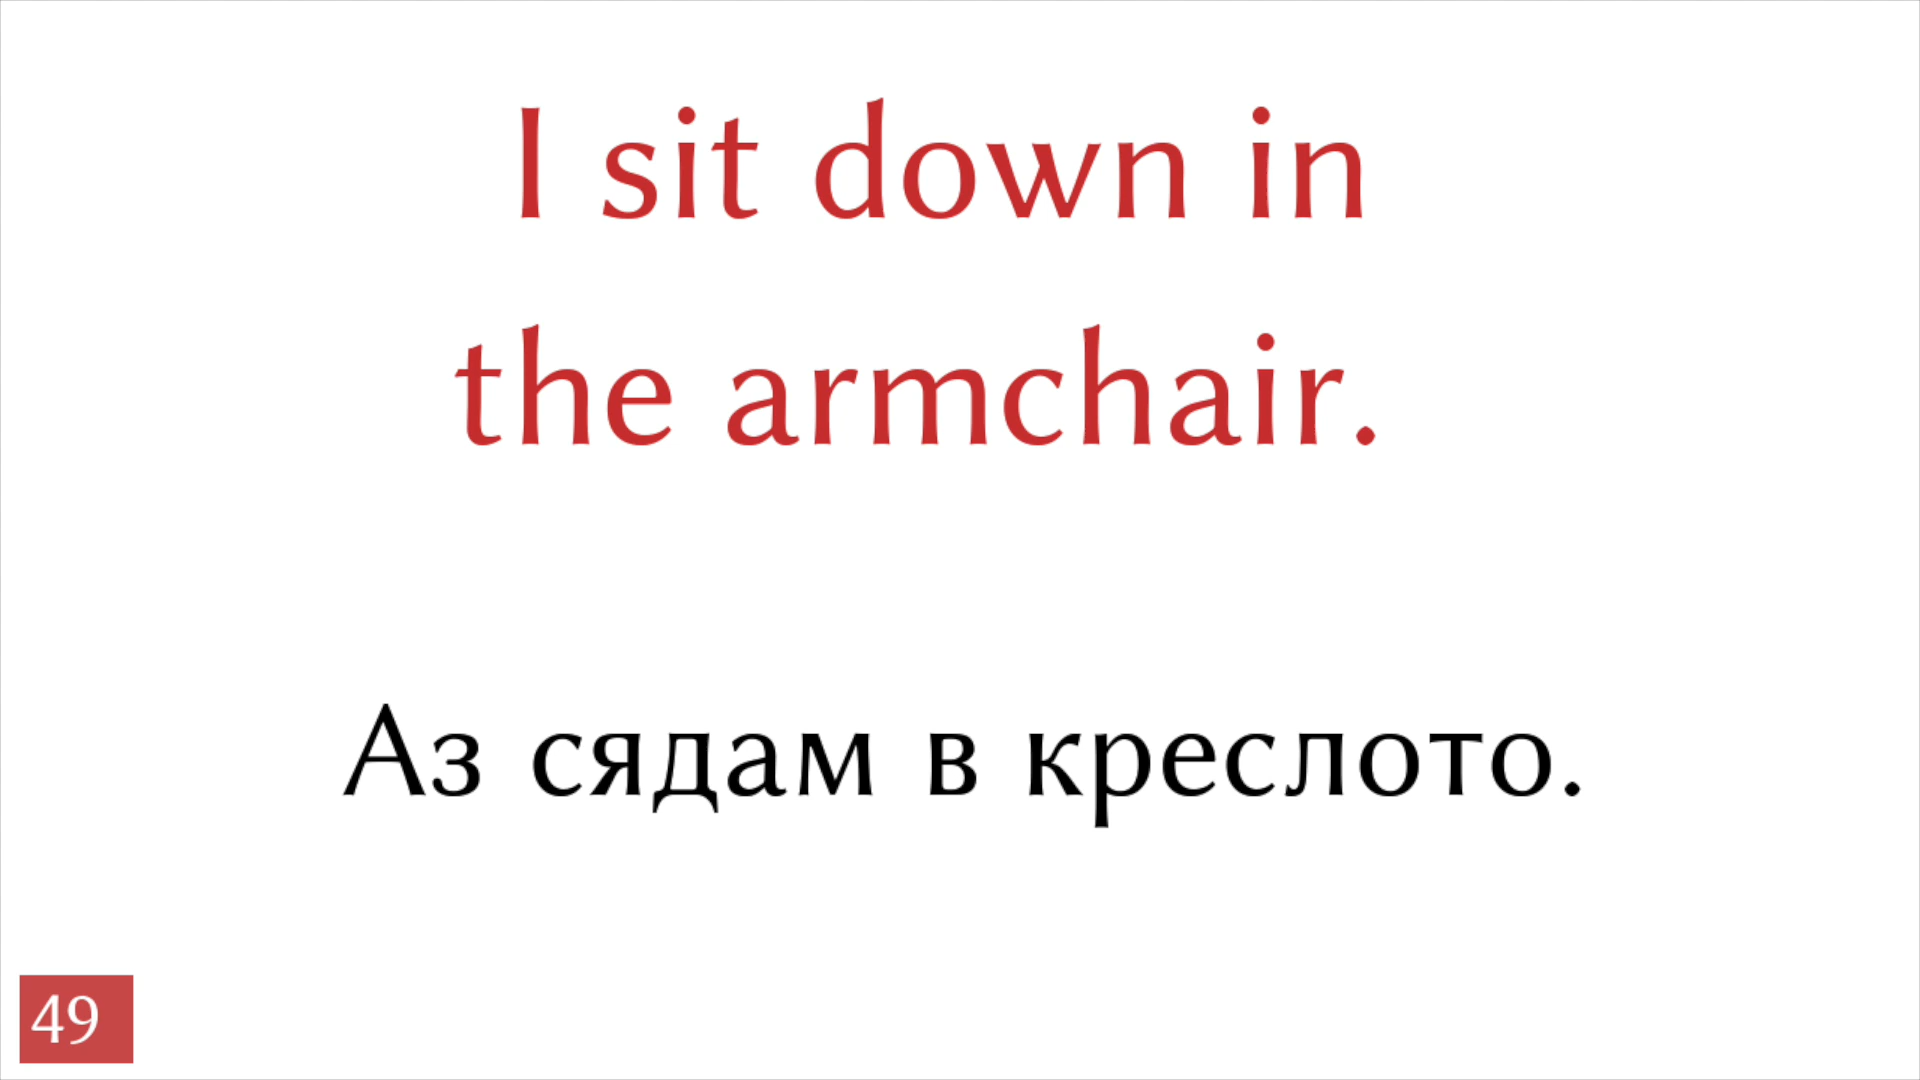 I sit down in
the armchair.
Аз сядам в креслото.
49